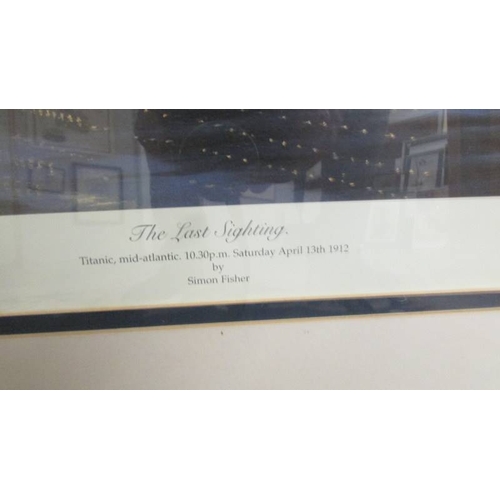 The Last Sighting.
Titanic, mid-atlantic. 10.30p.m. Saturday April 13th 1912
by
Simon Fisher